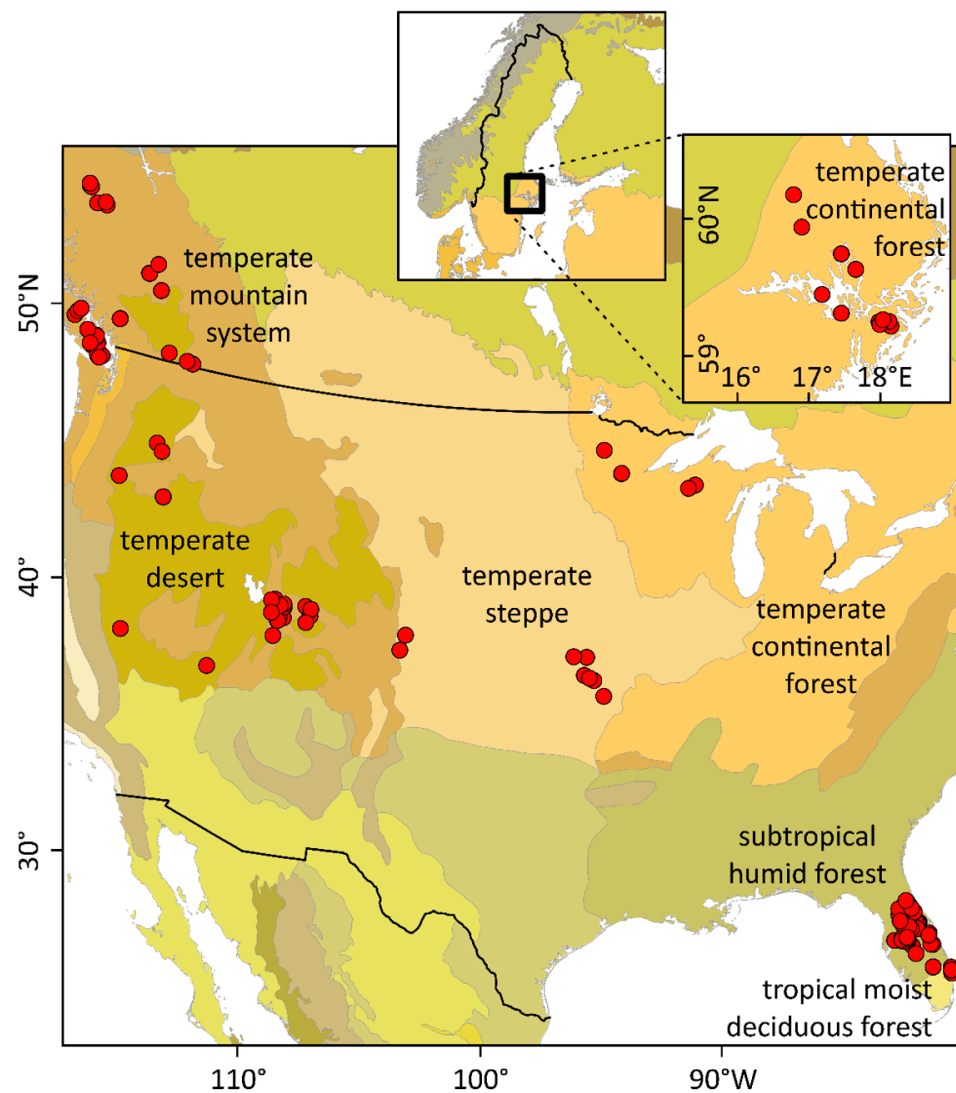 temperate
continental
forest
60°N
59°
16°
17°
18°E
temperate
mountain
system
50°N
temperate
desert
40°
temperate
steppe
temperate
continental
forest
30°
subtropical
humid forest
tropical moist
deciduous forest
110°
100°
90°W